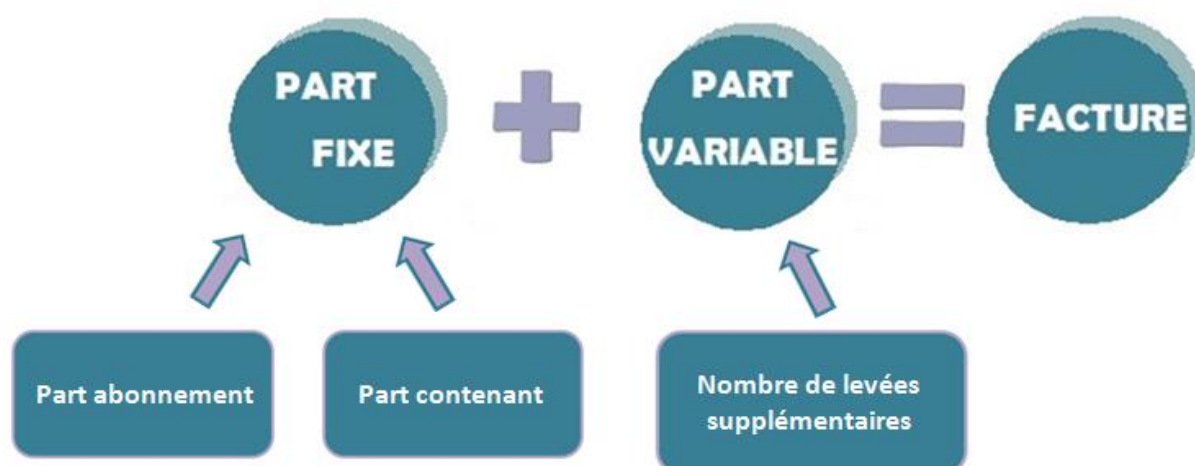 PART
FIXE
PART
VARIABLE
FACTURE
Part abonnement
Part contenant
Nombre de levées
supplémentaires